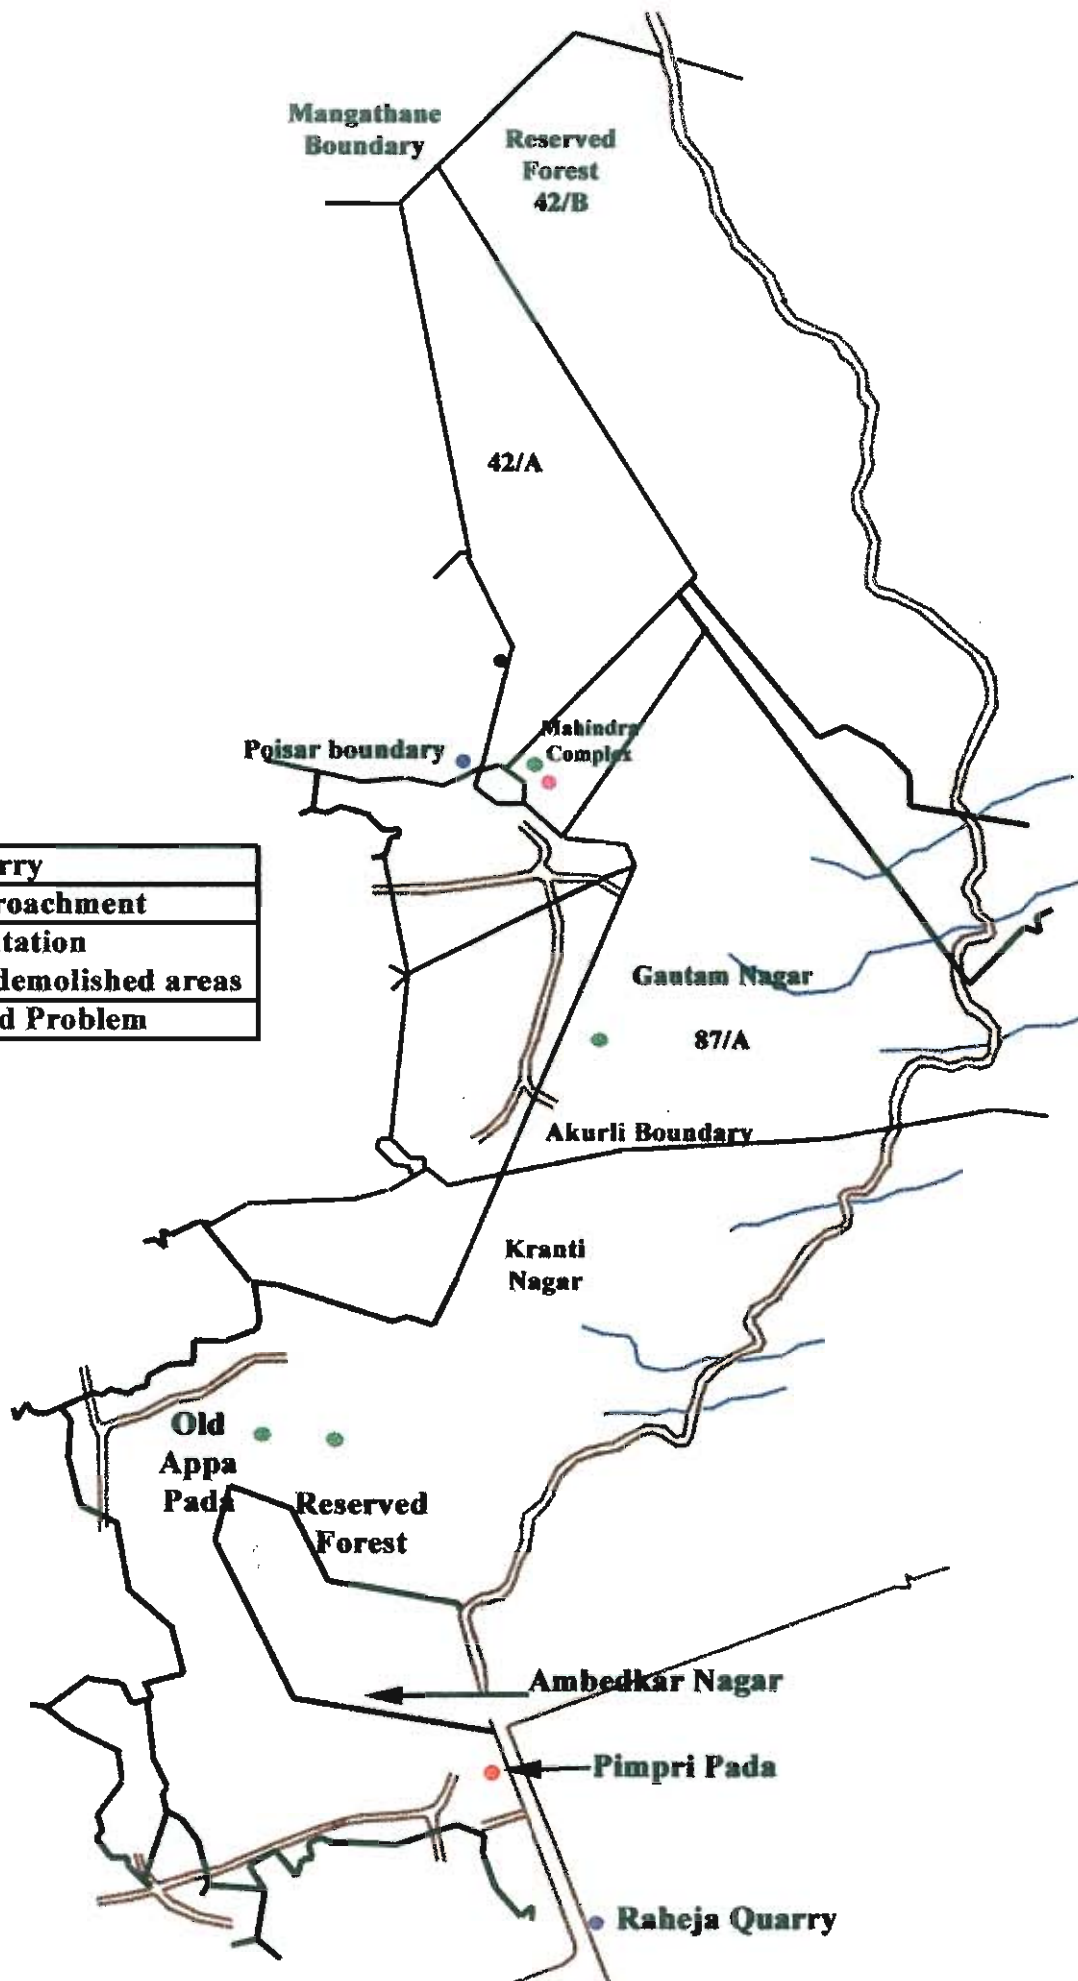 Mangathane
Boundary
Reserved
Forest
42/B
42/A
Mahindra
Complex
Poisar boundary
rry
roachment
tation
demolished areas
d Problem
Gautam Nagar
87/A
Akurli Boundary
Kranti
Nagar
Old
Appa
Pada
Reserved
Forest
Ambedkar Nagar
Pimpri Pada
Raheja Quarry